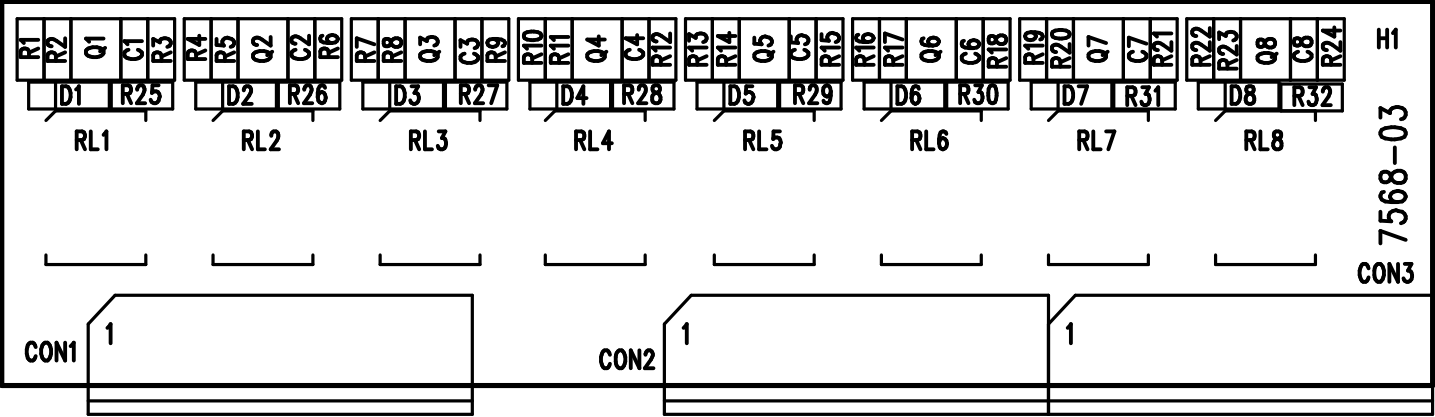 R1 R2 Q1 C1 R3 R4 R5 Q2 C2 R6 R7 R8 Q3 C3 R9 R10 R11 Q4 C4 R12 R13 R14 Q5 C5 R15 R16 R17 Q6 C6 R18 R19 R20 Q7 C7 R21 R22 R23 Q8 C8 R24 H1
D1 R25 D2 R26 D3 R27 D4 R28 D5 R29 D6 R30 D7 R31 D8 R32
RL1 RL2 RL3 RL4 RL5 RL6 RL7 RL8
7568-03
CON3
1 1 1
CON1 CON2